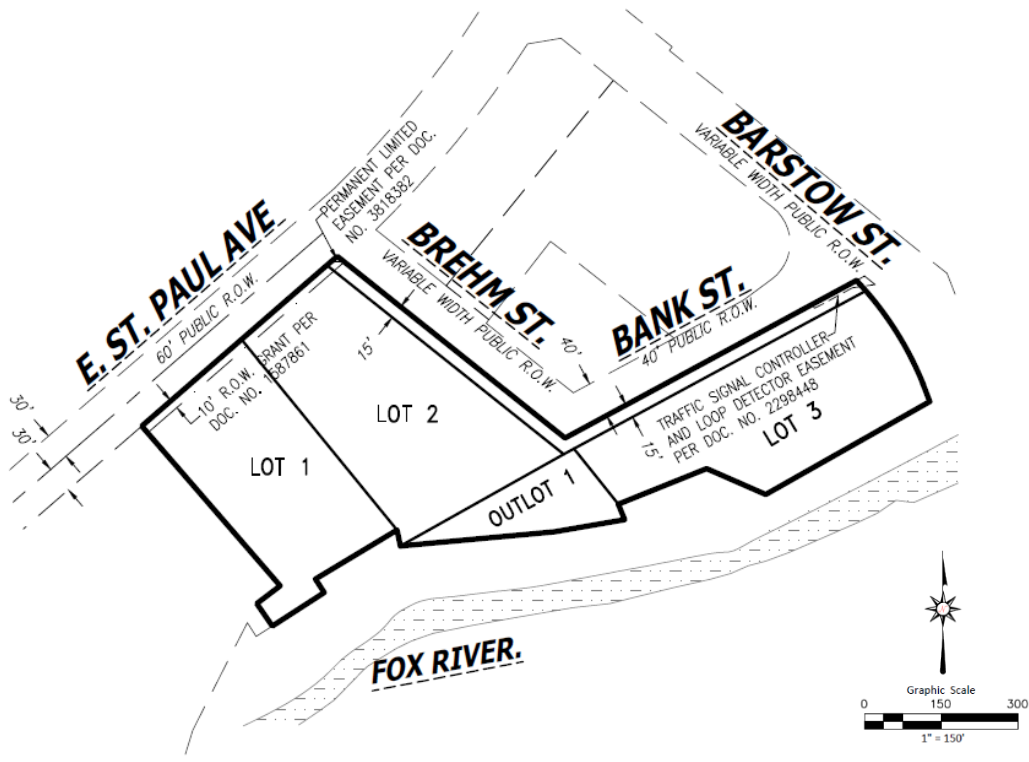 PERMANENT LIMITED
EASEMENT PER DOC.
NO. 3818382
BARSTOW ST.
VARIABLE WIDTH PUBLIC R.O.W.
E. ST. PAUL AVE
60' PUBLIC R.O.W.
BREHM ST.
VARIABLE WIDTH PUBLIC R.O.W.
BANK ST.
40' PUBLIC R.O.W.
40'
10' R.O.W. GRANT PER
DOC. NO. 1587861
15'
30'
30'
LOT 1
LOT 2
TRAFFIC SIGNAL CONTROLLER
AND LOOP DETECTOR EASEMENT
PER DOC. NO. 2298448
15'
LOT 3
OUTLOT 1
FOX RIVER.
N
Graphic Scale
0 150 300
1" = 150'